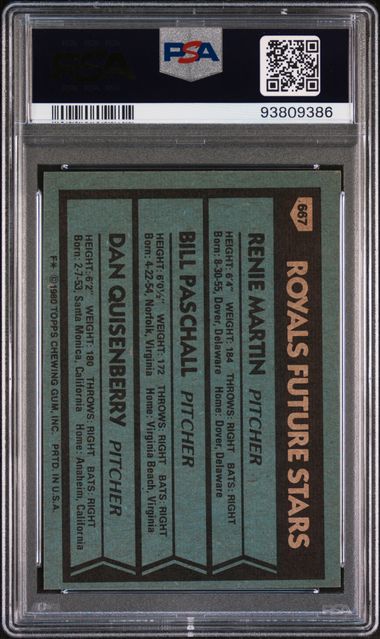 PSA
93809386
667
ROYALS FUTURE STARS
RENIE MARTIN PITCHER
HEIGHT: 6'4" WEIGHT: 184 THROWS: RIGHT BATS: RIGHT
Born: 8-30-55, Dover, Delaware Home: Dover, Delaware
BILL PASCHALL PITCHER
HEIGHT: 6'0½" WEIGHT: 172 THROWS: RIGHT BATS: RIGHT
Born: 4-22-54, Norfolk, Virginia Home: Virginia Beach, Virginia
DAN QUISENBERRY PITCHER
HEIGHT: 6'2" WEIGHT: 180 THROWS: RIGHT BATS: RIGHT
Born: 2-7-53, Santa Monica, California Home: Anaheim, California
F* ©1980 TOPPS CHEWING GUM, INC. PRTD. IN U.S.A.